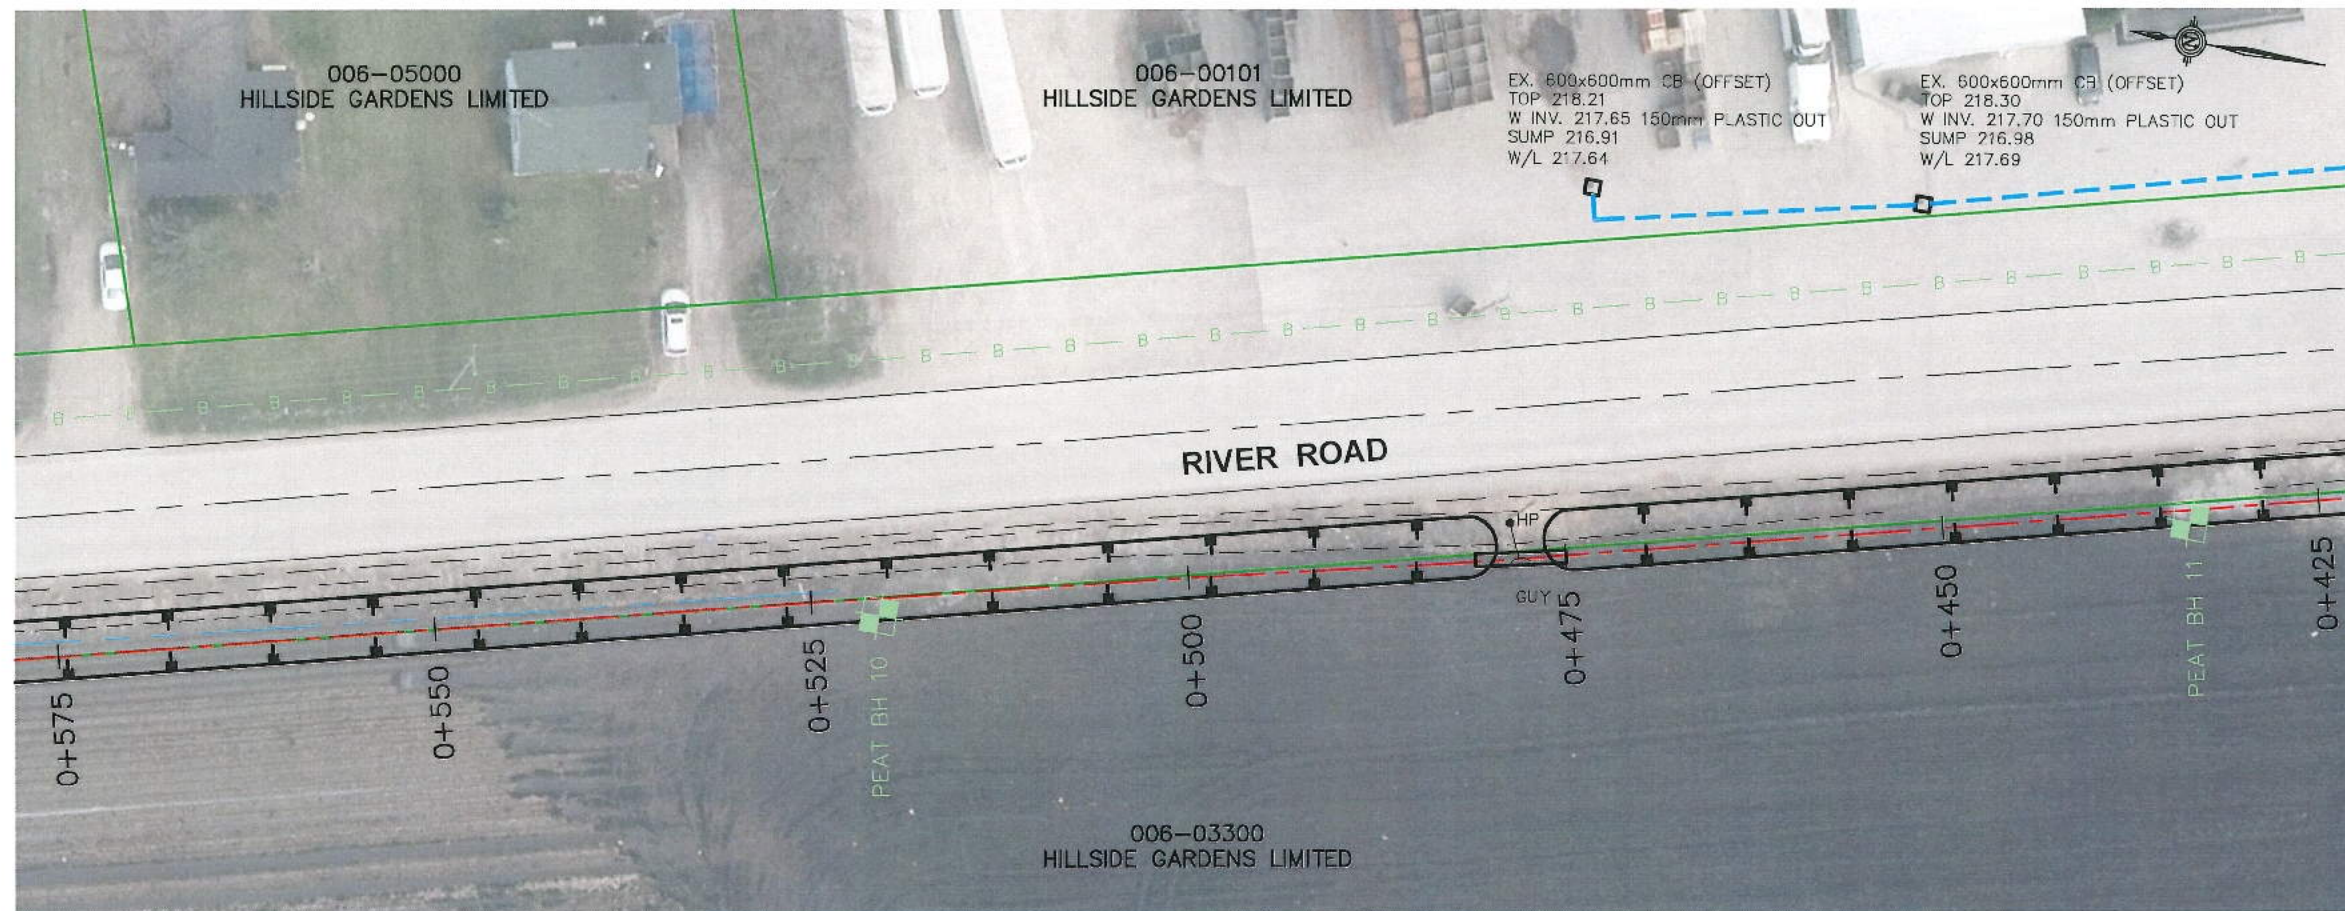 006-05000
HILLSIDE GARDENS LIMITED
006-00101
HILLSIDE GARDENS LIMITED
EX. 600x600mm CB (OFFSET)
TOP 218.21
W INV. 217.65 150mm PLASTIC OUT
SUMP 216.91
W/L 217.64
EX. 600x600mm CB (OFFSET)
TOP 218.30
W INV. 217.70 150mm PLASTIC OUT
SUMP 216.98
W/L 217.69
N
B B B B B B B B B B B B B B B B B B B B B B B B B B B B B B B B
RIVER ROAD
HP
GUY
0+575
0+550
0+525
PEAT BH 10
0+500
0+475
0+450
PEAT BH 11
0+425
006-03300
HILLSIDE GARDENS LIMITED